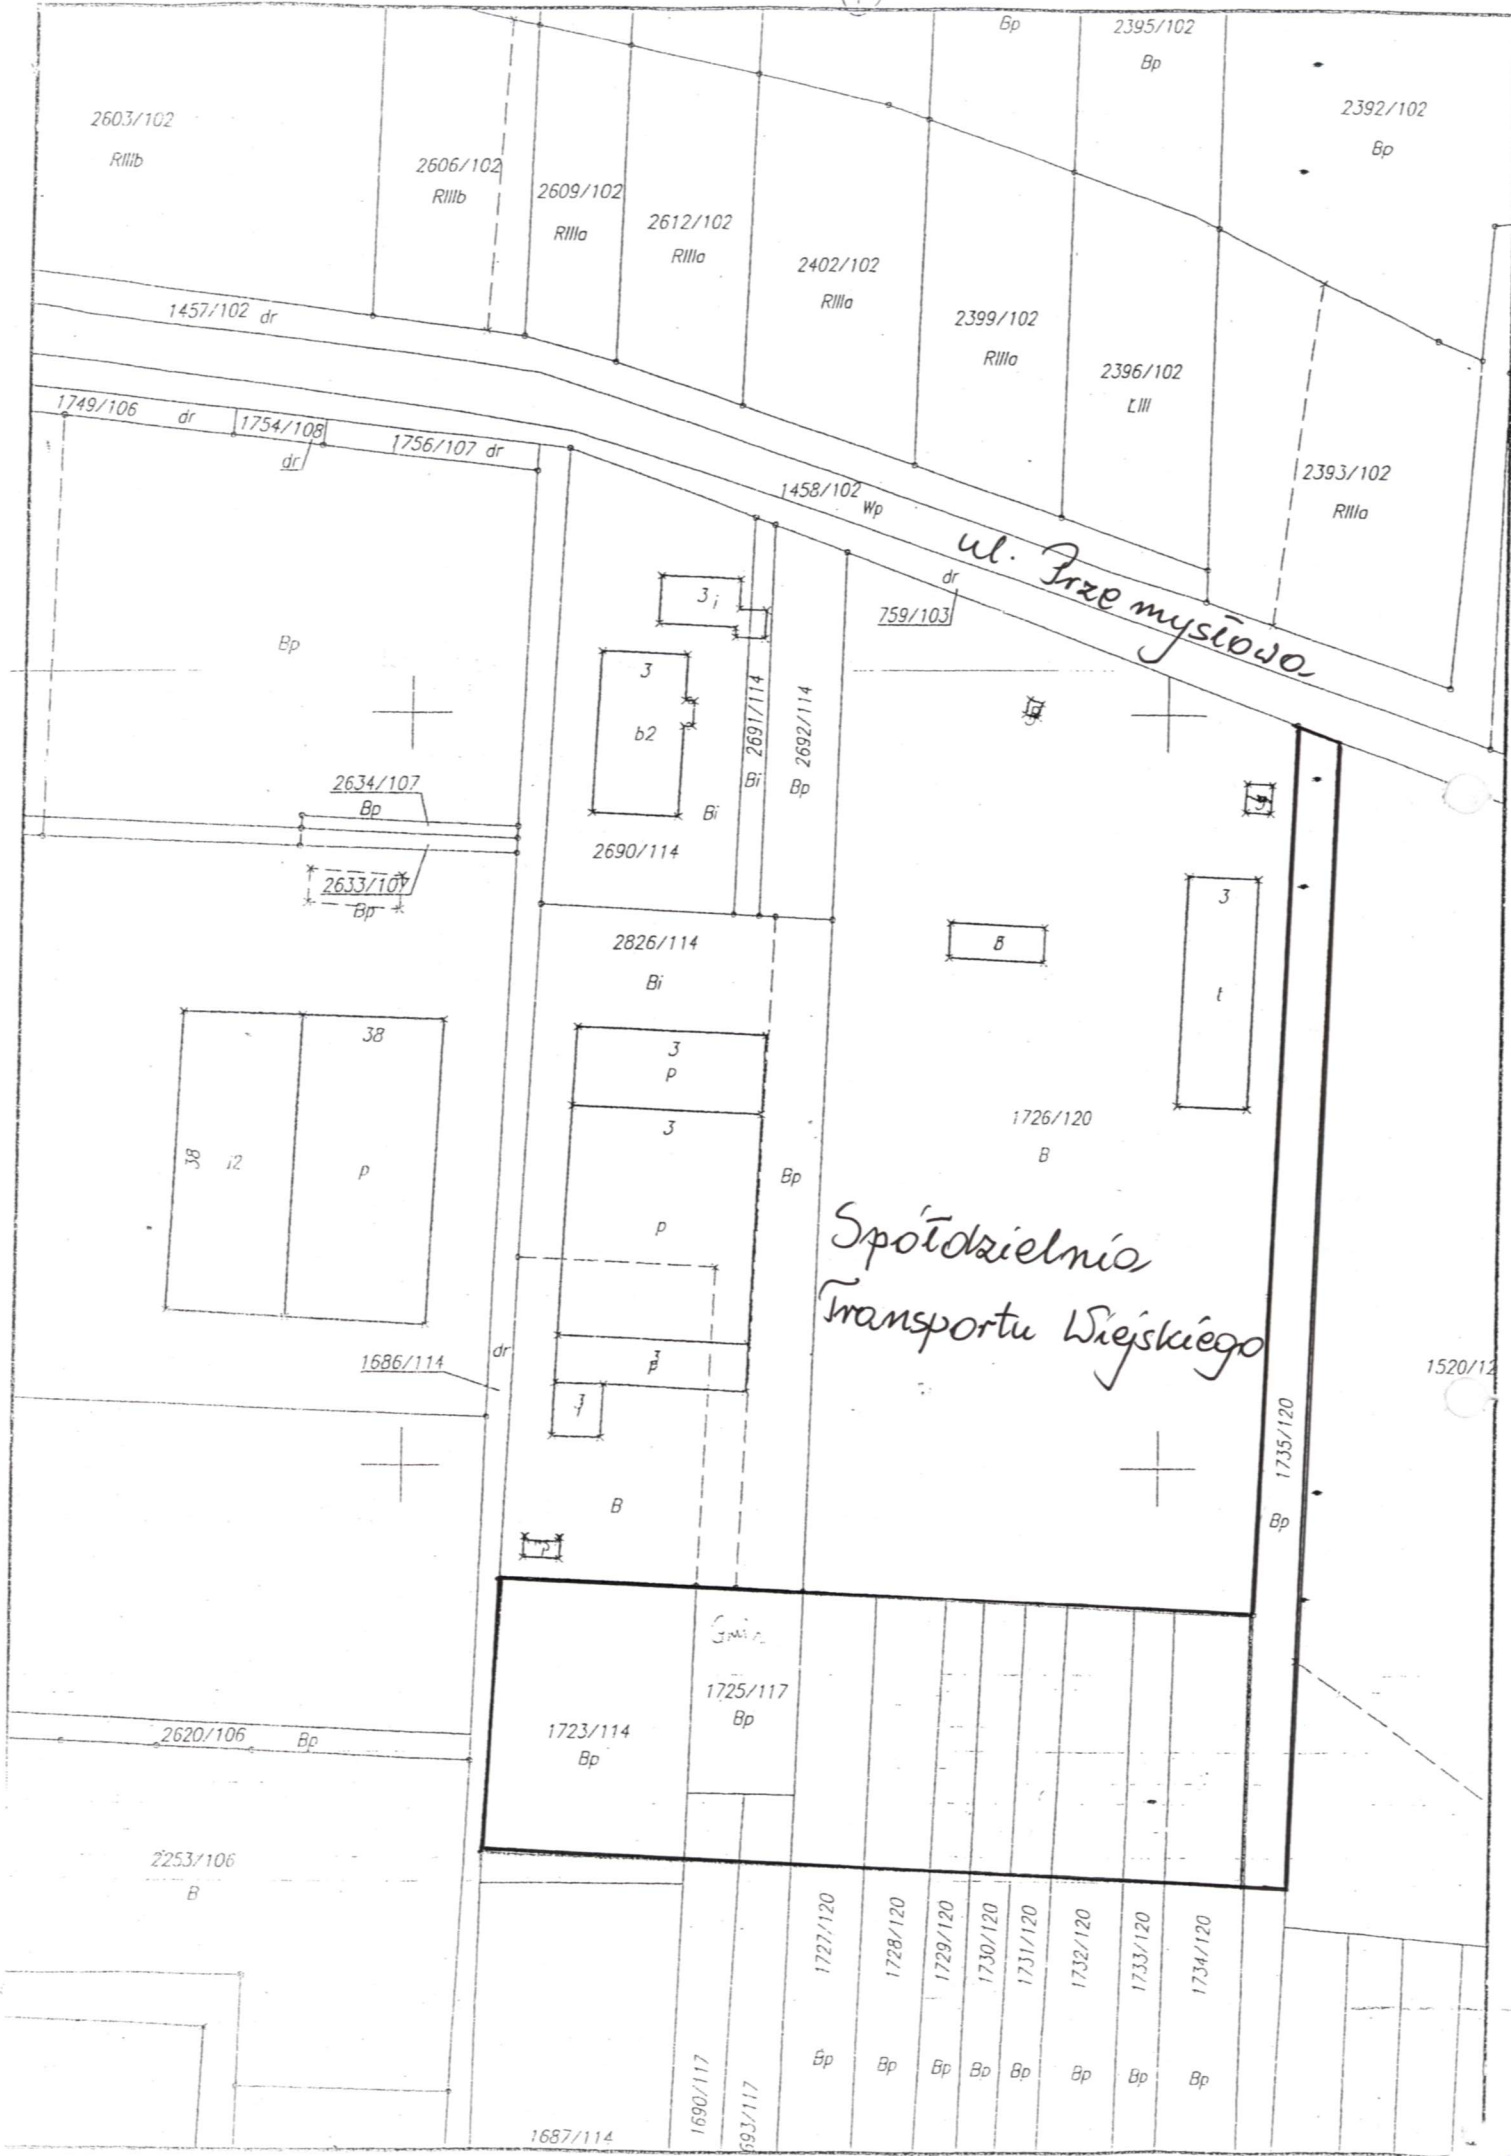 Bp
2395/102
Bp
2392/102
Bp
2603/102
RIIIb
2606/102
RIIIb
2609/102
RIIIa
2612/102
RIIIa
2402/102
RIIIa
2399/102
RIIIa
2396/102
ŁIII
2393/102
RIIIa
1457/102 dr
1749/106 dr
1754/108
dr
1756/107 dr
1458/102 Wp
ul. Przemysłowa
dr
759/103
Bp
3 i
3
b2
Bi
2690/114
Bi 2691/114
Bp 2692/114
2634/107
Bp
2633/107
Bp
2826/114
Bi
3
t
38
38
i2
p
3
p
3
p
Bp
1726/120
B
Spółdzielnia
Transportu Wiejskiego
3
1686/114
dr
1520/12
1735/120
Bp
B
1725/117
Bp
1723/114
Bp
2620/106 Bp
2253/106
B
1727/120
1728/120
1729/120
1730/120
1731/120
1732/120
1733/120
1734/120
Bp
Bp
Bp
Bp
Bp
Bp
Bp
Bp
1690/117
693/117
1687/114